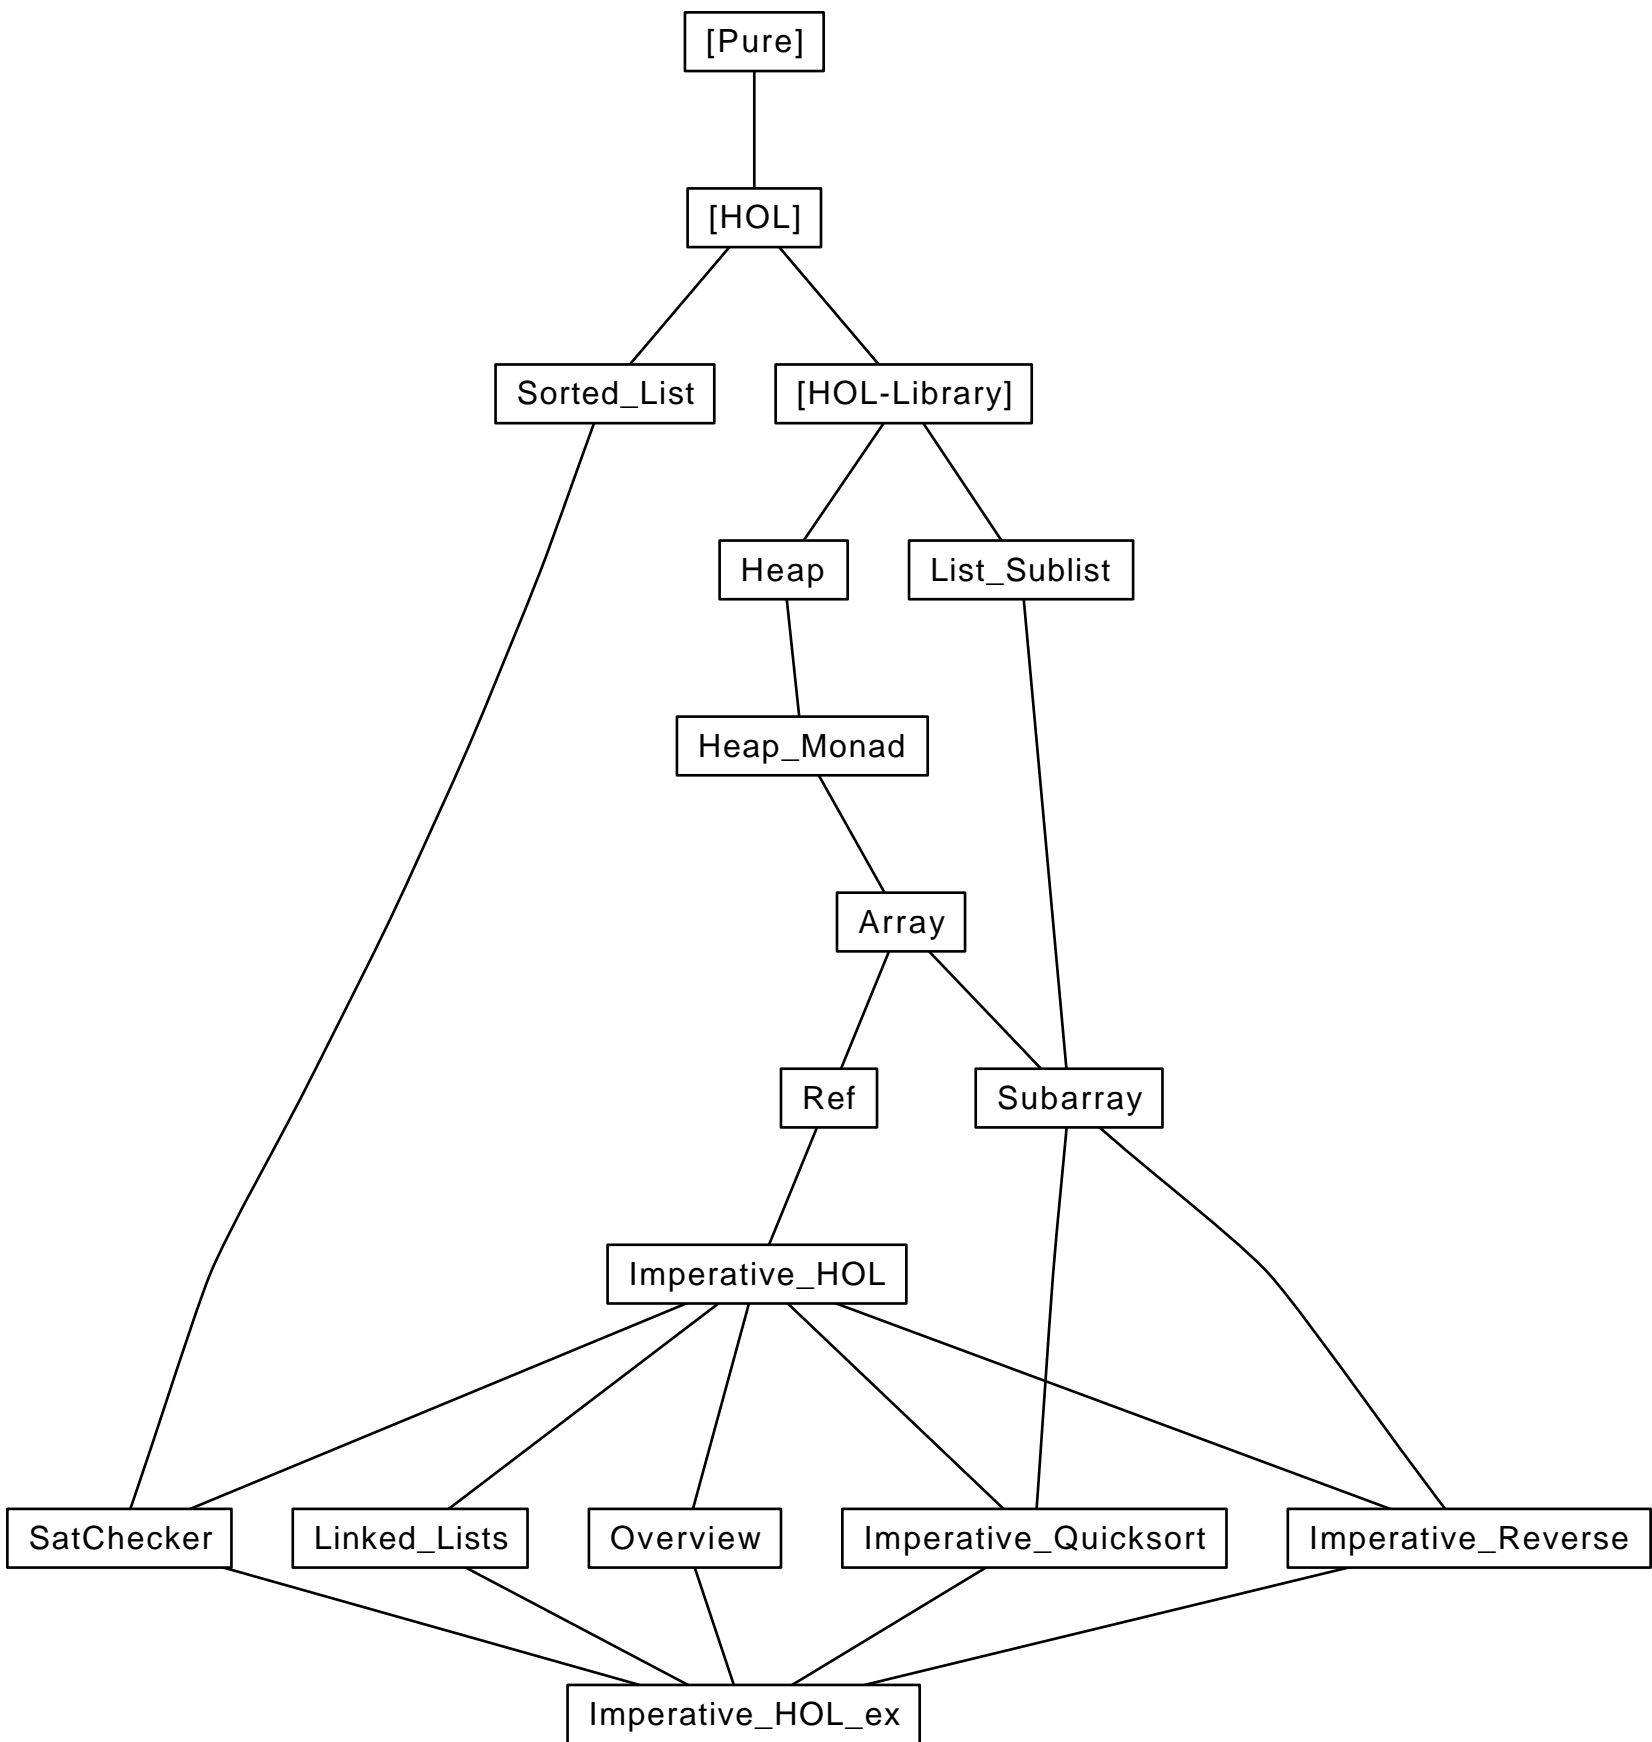 [Pure]
[HOL]
Sorted_List
[HOL-Library]
Heap
List_Sublist
Heap_Monad
Array
Ref
Subarray
Imperative_HOL
SatChecker
Linked_Lists
Overview
Imperative_Quicksort
Imperative_Reverse
Imperative_HOL_ex